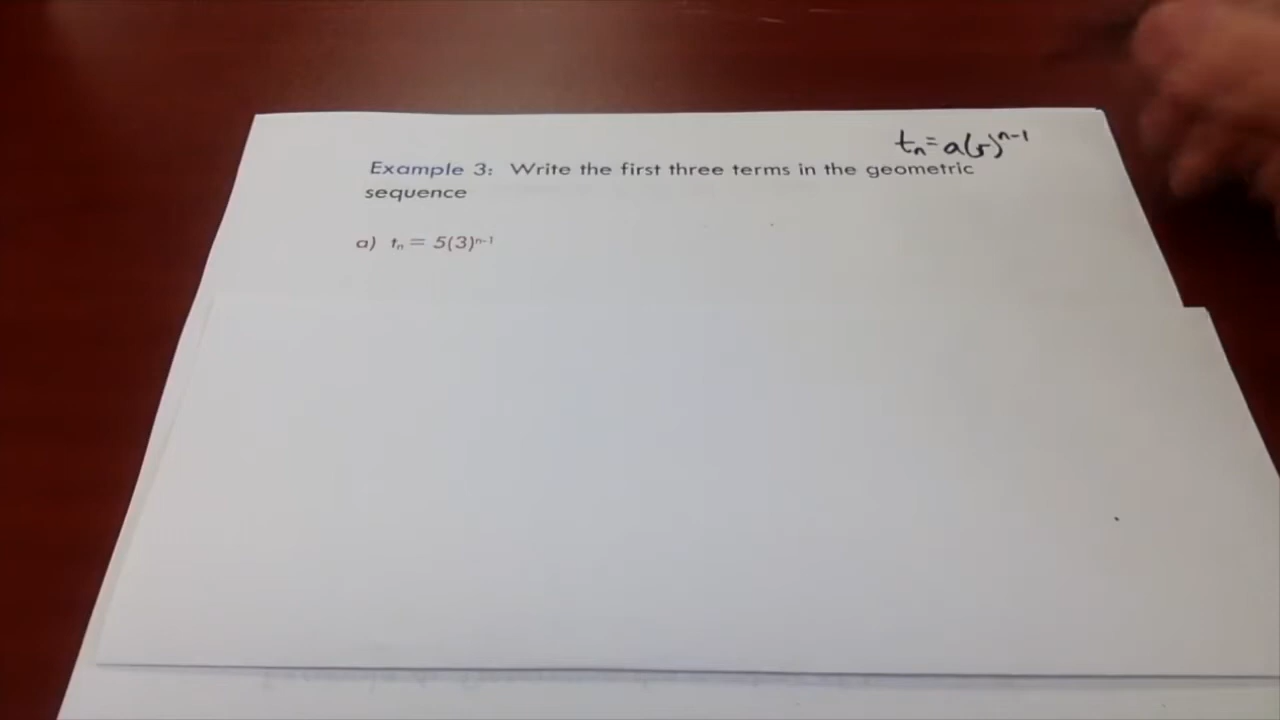 tₙ = a(r)ⁿ⁻¹
Example 3: Write the first three terms in the geometric
sequence
a) tₙ = 5(3)ⁿ⁻¹